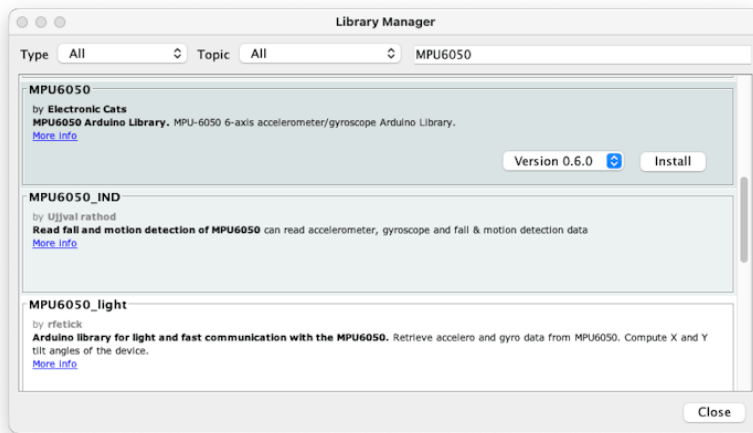 Library Manager
Type All Topic All MPU6050
MPU6050
by Electronic Cats
MPU6050 Arduino Library. MPU-6050 6-axis accelerometer/gyroscope Arduino Library.
More info
Version 0.6.0 Install
MPU6050_IND
by Ujjval rathod
Read fall and motion detection of MPU6050 can read accelerometer, gyroscope and fall & motion detection data
More info
MPU6050_light
by rfetick
Arduino library for light and fast communication with the MPU6050. Retrieve accelero and gyro data from MPU6050. Compute X and Y
tilt angles of the device.
More info
Close